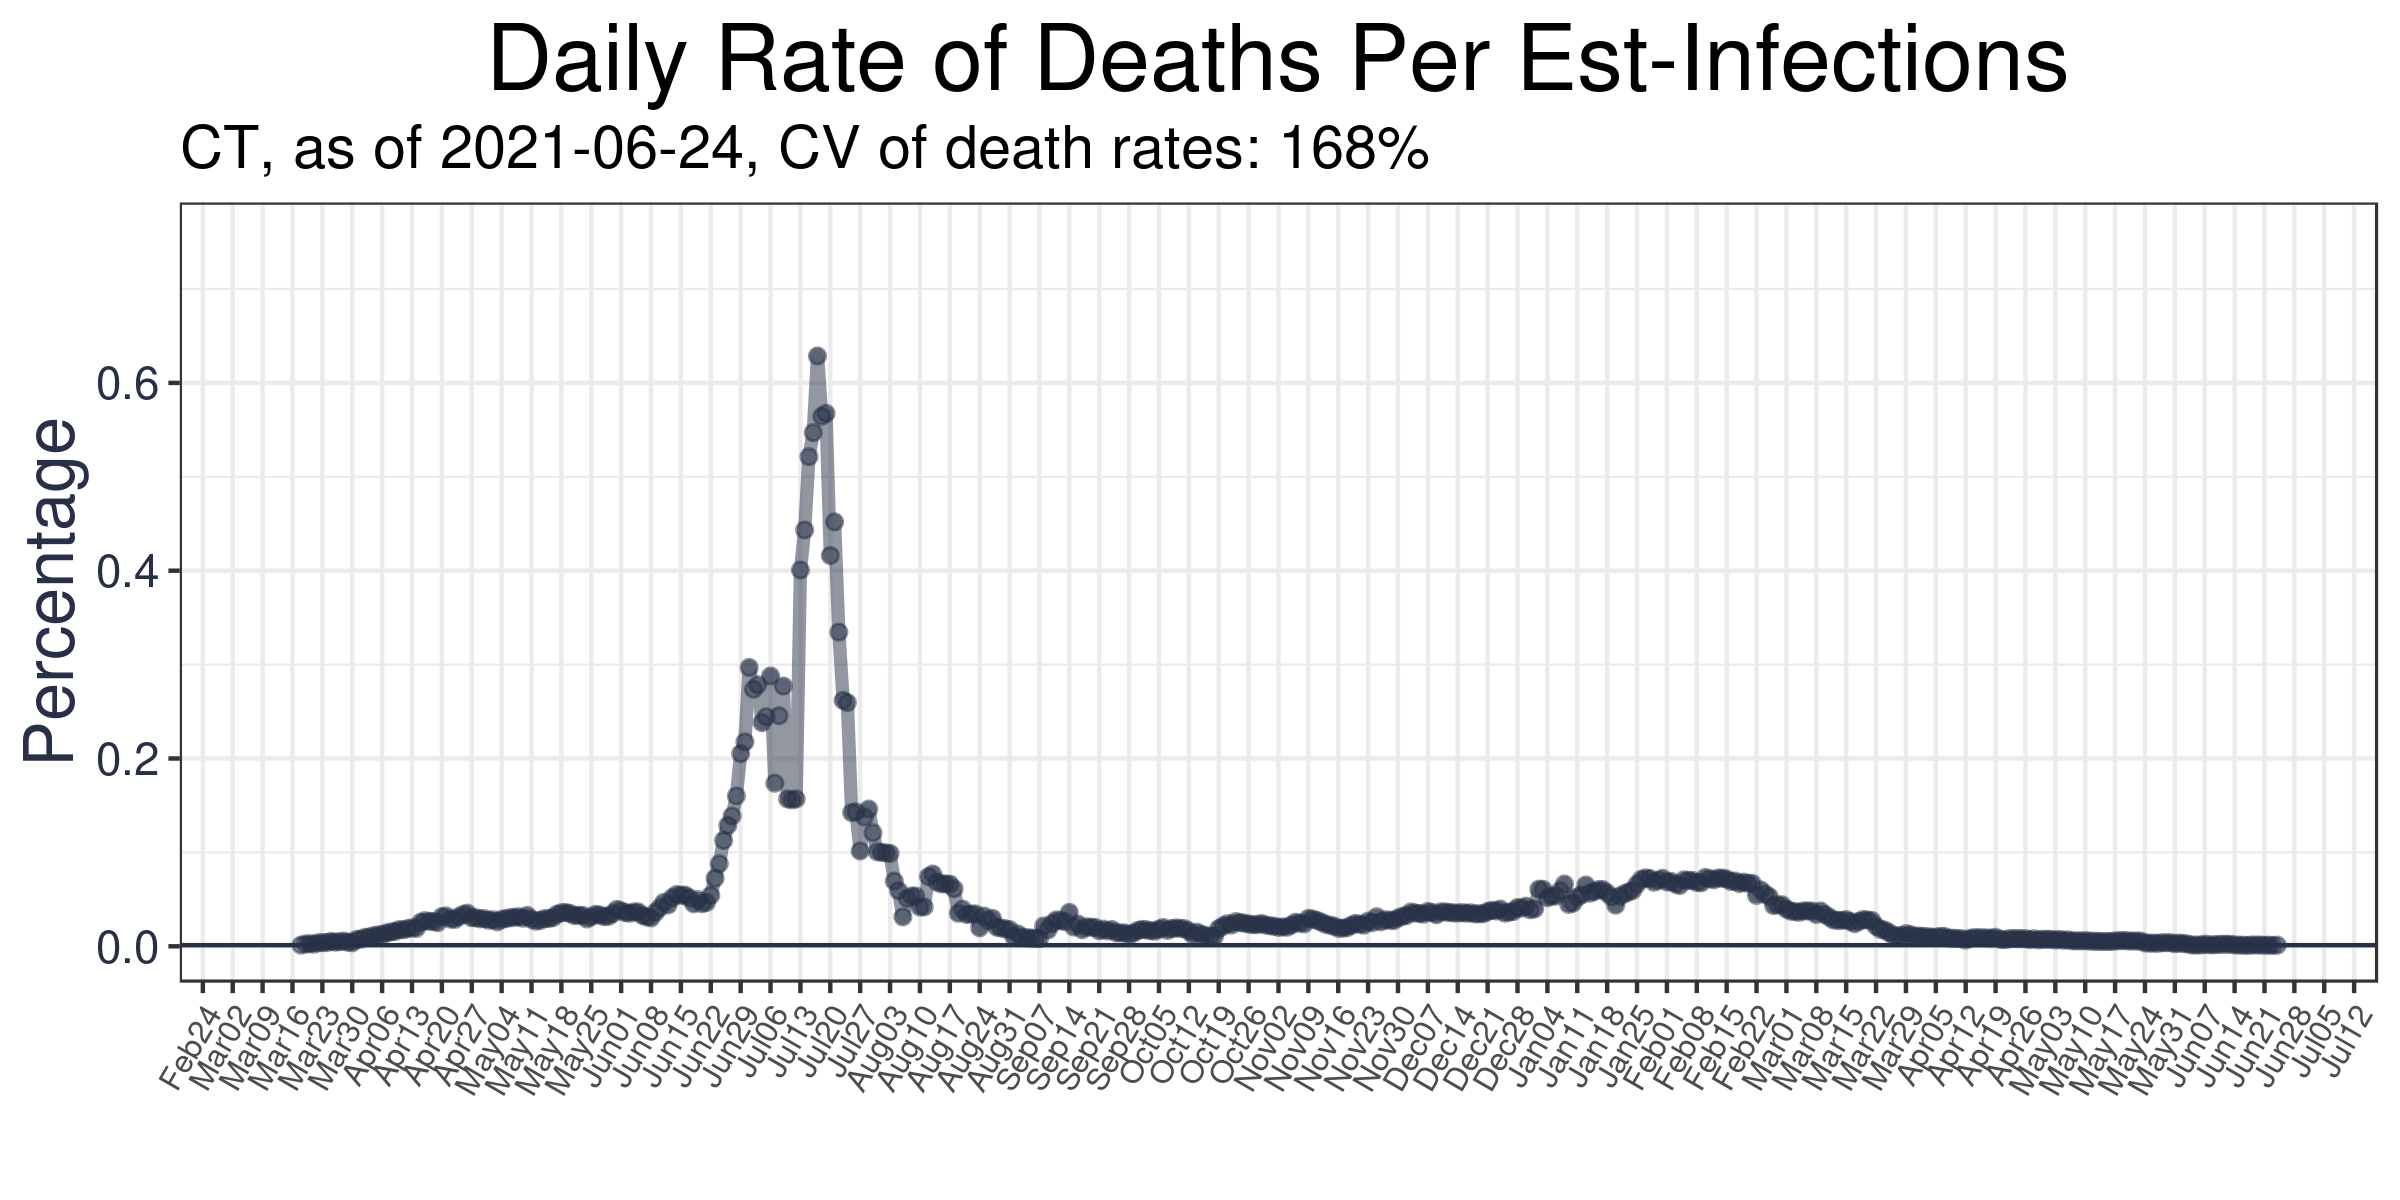 Daily Rate of Deaths Per Est-Infections
CT, as of 2021-06-24, CV of death rates: 168%
Percentage
0.6
0.4
0.2
0.0
Feb24
Mar02
Mar09
Mar16
Mar23
Mar30
Apr06
Apr13
Apr20
Apr27
May04
May11
May18
May25
Jun01
Jun08
Jun15
Jun22
Jun29
Jul06
Jul13
Jul20
Jul27
Aug03
Aug10
Aug17
Aug24
Aug31
Sep07
Sep14
Sep21
Sep28
Oct05
Oct12
Oct19
Oct26
Nov02
Nov09
Nov16
Nov23
Nov30
Dec07
Dec14
Dec21
Dec28
Jan04
Jan11
Jan18
Jan25
Feb01
Feb08
Feb15
Feb22
Mar01
Mar08
Mar15
Mar22
Mar29
Apr05
Apr12
Apr19
Apr26
May03
May10
May17
May24
May31
Jun07
Jun14
Jun21
Jun28
Jul05
Jul12